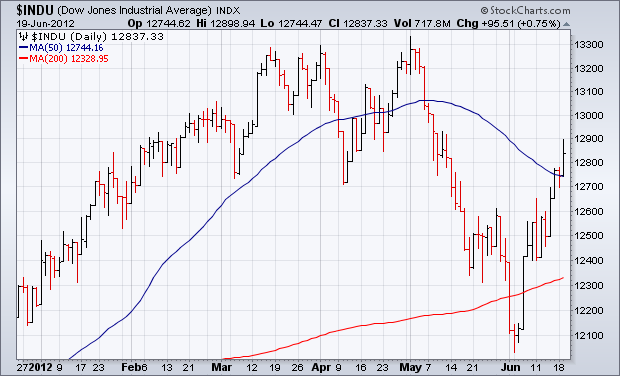 $INDU (Dow Jones Industrial Average) INDX © StockCharts.com
19-Jun-2012 Op 12744.62 Hi 12898.94 Lo 12744.47 Cl 12837.33 Vol 717.8M Chg +95.51 (+0.75%)
$INDU (Daily) 12837.33
MA(50) 12744.16
MA(200) 12328.95
13300
13200
13100
13000
12900
12800
12700
12600
12500
12400
12300
12200
12100
27 2012 9 17 23 Feb 6 13 21 Mar 12 19 26 Apr 9 16 23 May 7 14 21 Jun 11 18